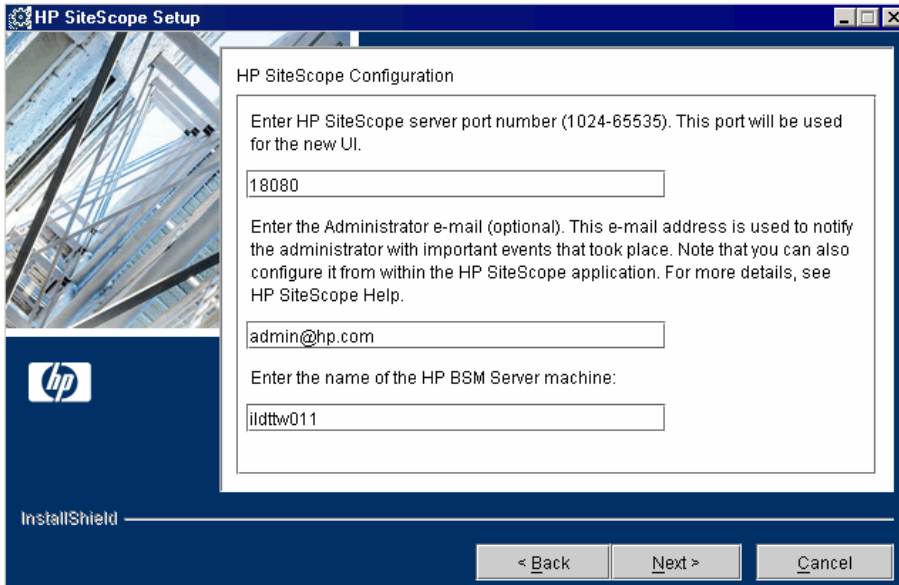 HP SiteScope Setup
HP SiteScope Configuration
Enter HP SiteScope server port number (1024-65535). This port will be used
for the new UI.
18080
Enter the Administrator e-mail (optional). This e-mail address is used to notify
the administrator with important events that took place. Note that you can also
configure it from within the HP SiteScope application. For more details, see
HP SiteScope Help.
admin@hp.com
hp
Enter the name of the HP BSM Server machine:
ildttw011
InstallShield
< Back
Next >
Cancel